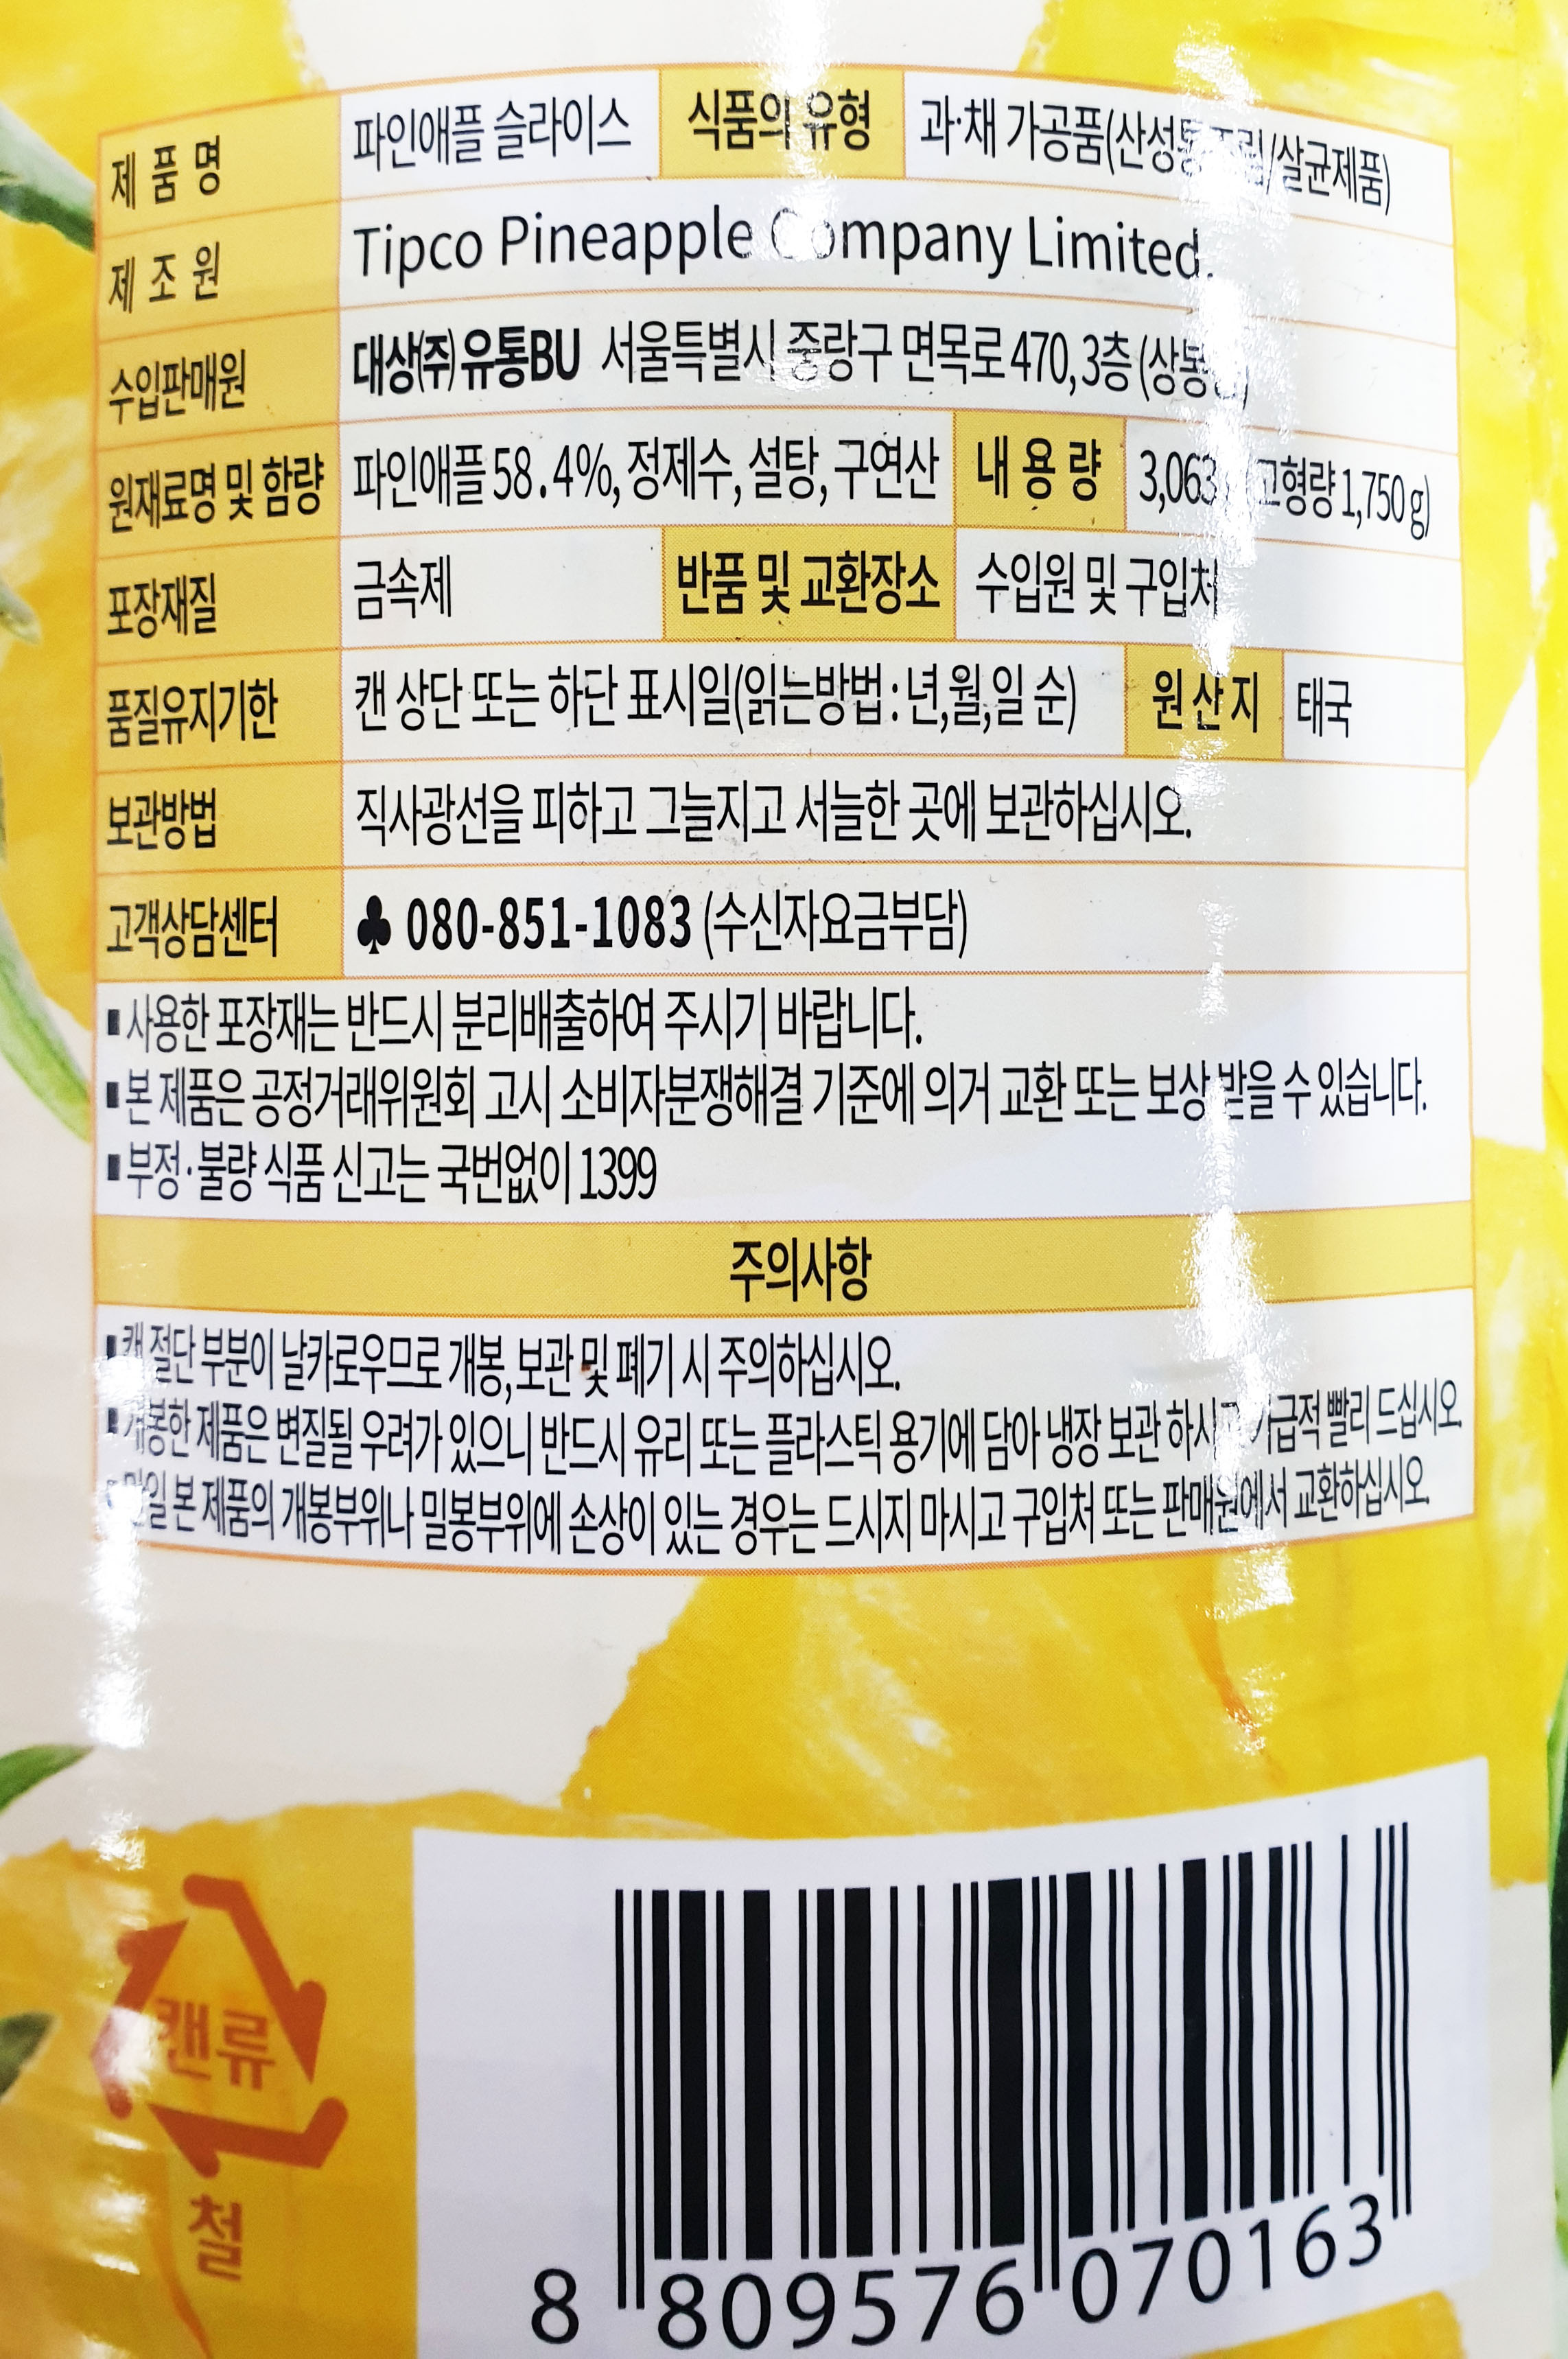 제 품 명 파인애플 슬라이스 식품의 유형 과·채 가공품(산성통조림/살균제품)
제 조 원 Tipco Pineapple Company Limited.
수입판매원 대상(주)유통BU 서울특별시 중랑구 면목로 470, 3층 (상봉동)
원재료명 및 함량 파인애플 58.4%, 정제수, 설탕, 구연산 내 용 량 3,063 (고형량 1,750 g)
포장재질 금속제 반품 및 교환장소 수입원 및 구입처
품질유지기한 캔 상단 또는 하단 표시일(읽는방법 : 년,월,일 순) 원 산 지 태국
보관방법 직사광선을 피하고 그늘지고 서늘한 곳에 보관하십시오.
고객상담센터 ♣ 080-851-1083 (수신자요금부담)
▪ 사용한 포장재는 반드시 분리배출하여 주시기 바랍니다.
▪ 본 제품은 공정거래위원회 고시 소비자분쟁해결 기준에 의거 교환 또는 보상 받을 수 있습니다.
▪ 부정·불량 식품 신고는 국번없이 1399
주의사항
▪ 캔 절단 부분이 날카로우므로 개봉, 보관 및 폐기 시 주의하십시오.
▪ 개봉한 제품은 변질될 우려가 있으니 반드시 유리 또는 플라스틱 용기에 담아 냉장 보관 하시고 가급적 빨리 드십시오
▪ 만일 본 제품의 개봉부위나 밀봉부위에 손상이 있는 경우는 드시지 마시고 구입처 또는 판매원에서 교환하십시오.
캔류
철
8 809576 070163